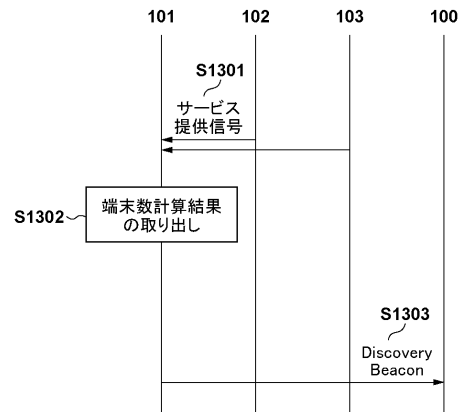 101 102 103 100
S1301
サービス
提供信号
S1302
端末数計算結果
の取り出し
S1303
Discovery
Beacon